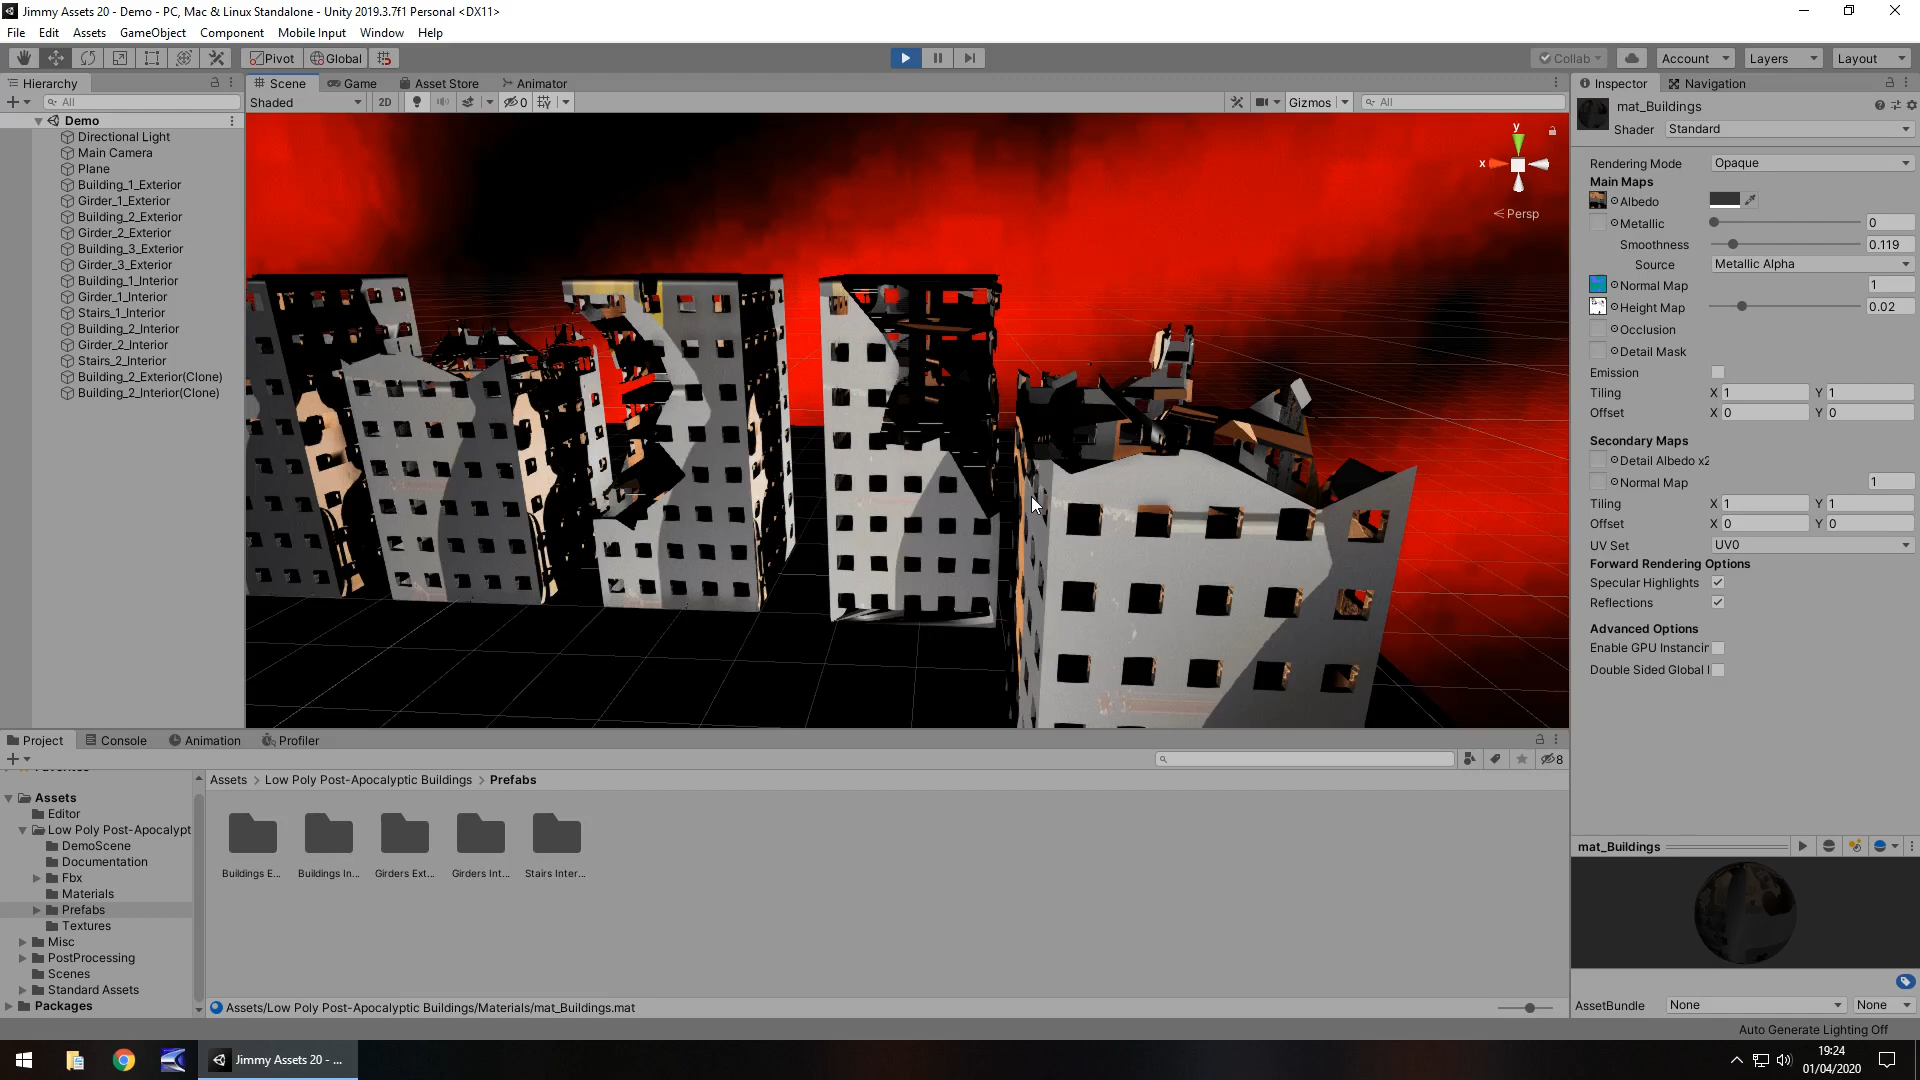 Jimmy Assets 20 - Demo - PC, Mac & Linux Standalone - Unity 2019.3.7f1 Personal <DX11>
File Edit Assets GameObject Component Mobile Input Window Help
Pivot Global Collab Account Layers Layout
Hierarchy
All
Demo
Directional Light
Main Camera
Plane
Building_1_Exterior
Girder_1_Exterior
Building_2_Exterior
Girder_2_Exterior
Building_3_Exterior
Girder_3_Exterior
Building_1_Interior
Girder_1_Interior
Stairs_1_Interior
Building_2_Interior
Girder_2_Interior
Stairs_2_Interior
Building_2_Exterior(Clone)
Building_2_Interior(Clone)
Scene Game Asset Store Animator
Shaded 2D 0 Gizmos All
y
x
Persp
Inspector Navigation
mat_Buildings
Shader Standard
Rendering Mode Opaque
Main Maps
Albedo
Metallic 0
Smoothness 0.119
Source Metallic Alpha
Normal Map 1
Height Map 0.02
Occlusion
Detail Mask
Emission
Tiling X 1 Y 1
Offset X 0 Y 0
Secondary Maps
Detail Albedo x2
Normal Map 1
Tiling X 1 Y 1
Offset X 0 Y 0
UV Set UV0
Forward Rendering Options
Specular Highlights
Reflections
Advanced Options
Enable GPU Instancin
Double Sided Global I
mat_Buildings
AssetBundle None None
Project Console Animation Profiler
8
Assets
Editor
Low Poly Post-Apocalypt
DemoScene
Documentation
Fbx
Materials
Prefabs
Textures
Misc
PostProcessing
Scenes
Standard Assets
Packages
Assets > Low Poly Post-Apocalyptic Buildings > Prefabs
Buildings E... Buildings In... Girders Ext... Girders Int... Stairs Inter...
Assets/Low Poly Post-Apocalyptic Buildings/Materials/mat_Buildings.mat
Auto Generate Lighting Off
Jimmy Assets 20 - ...
19:24
01/04/2020